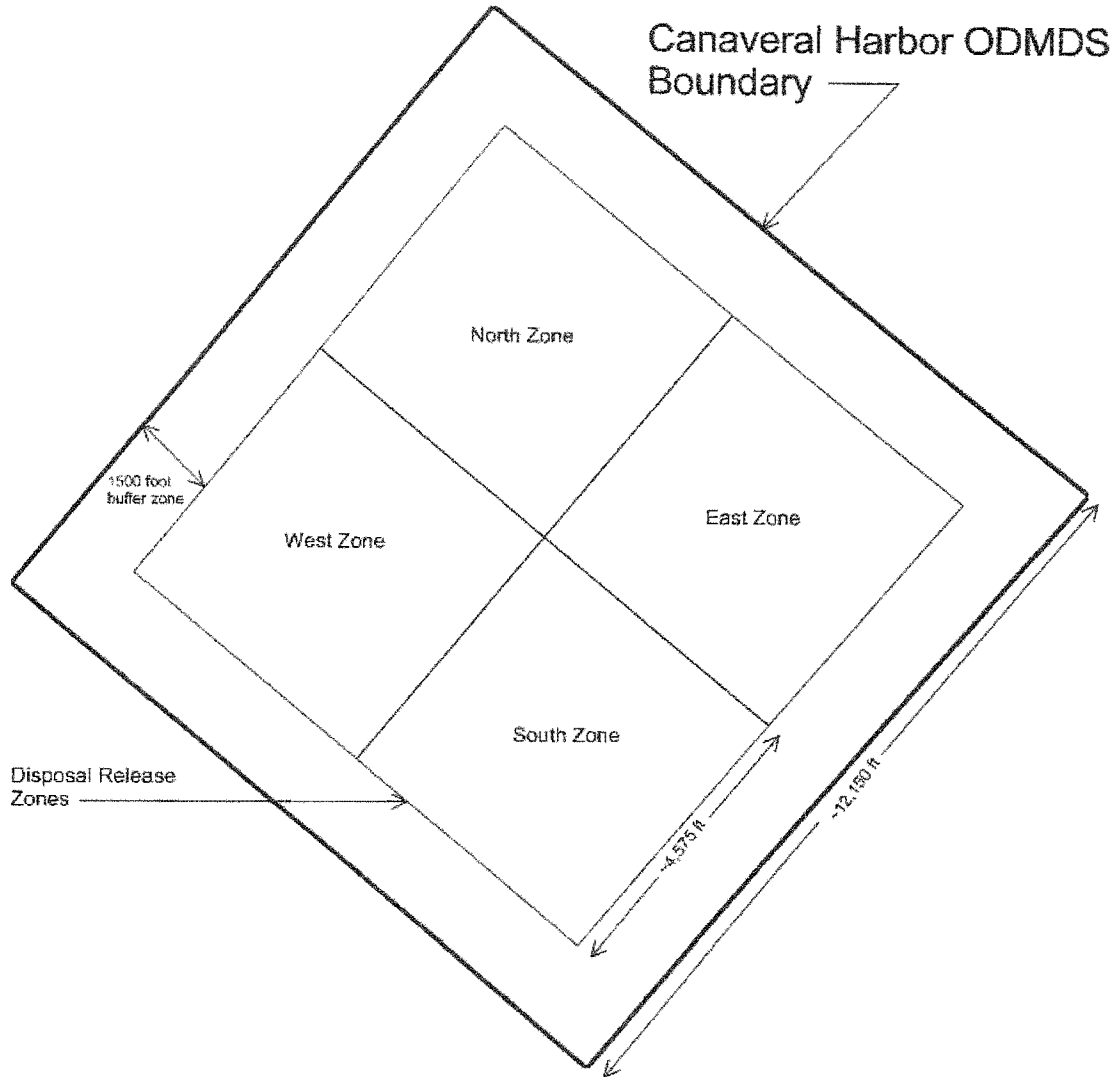 Canaveral Harbor ODMDS
Boundary
North Zone
1500 foot
buffer zone
West Zone
East Zone
South Zone
Disposal Release
Zones
~4,575 ft
~12,150 ft